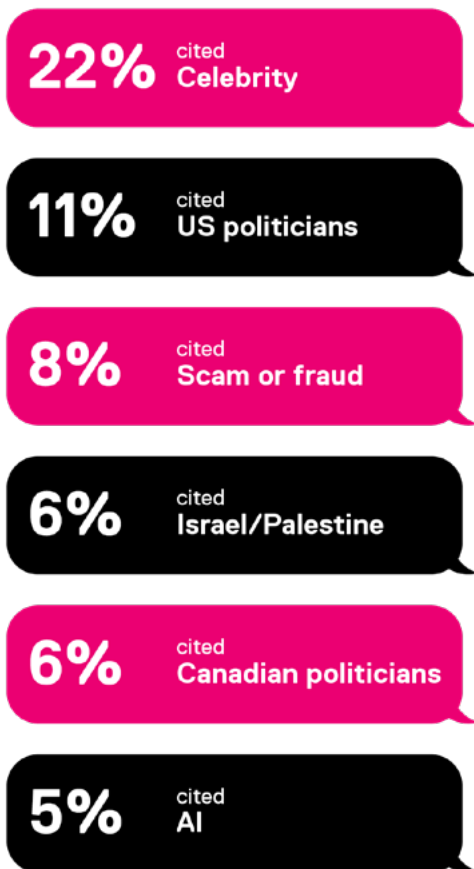 22% cited
Celebrity
11% cited
US politicians
8% cited
Scam or fraud
6% cited
Israel/Palestine
6% cited
Canadian politicians
5% cited
AI